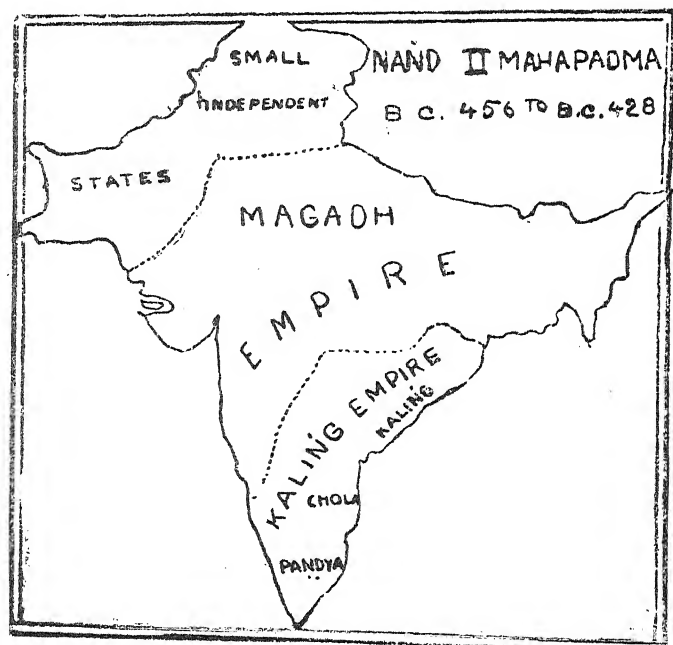 NAND II MAHAPADMA
B C. 456 TO B.C. 428
SMALL
INDEPENDENT
STATES
MAGADH
EMPIRE
KALING EMPIRE
KALING
CHOLA
PANDYA